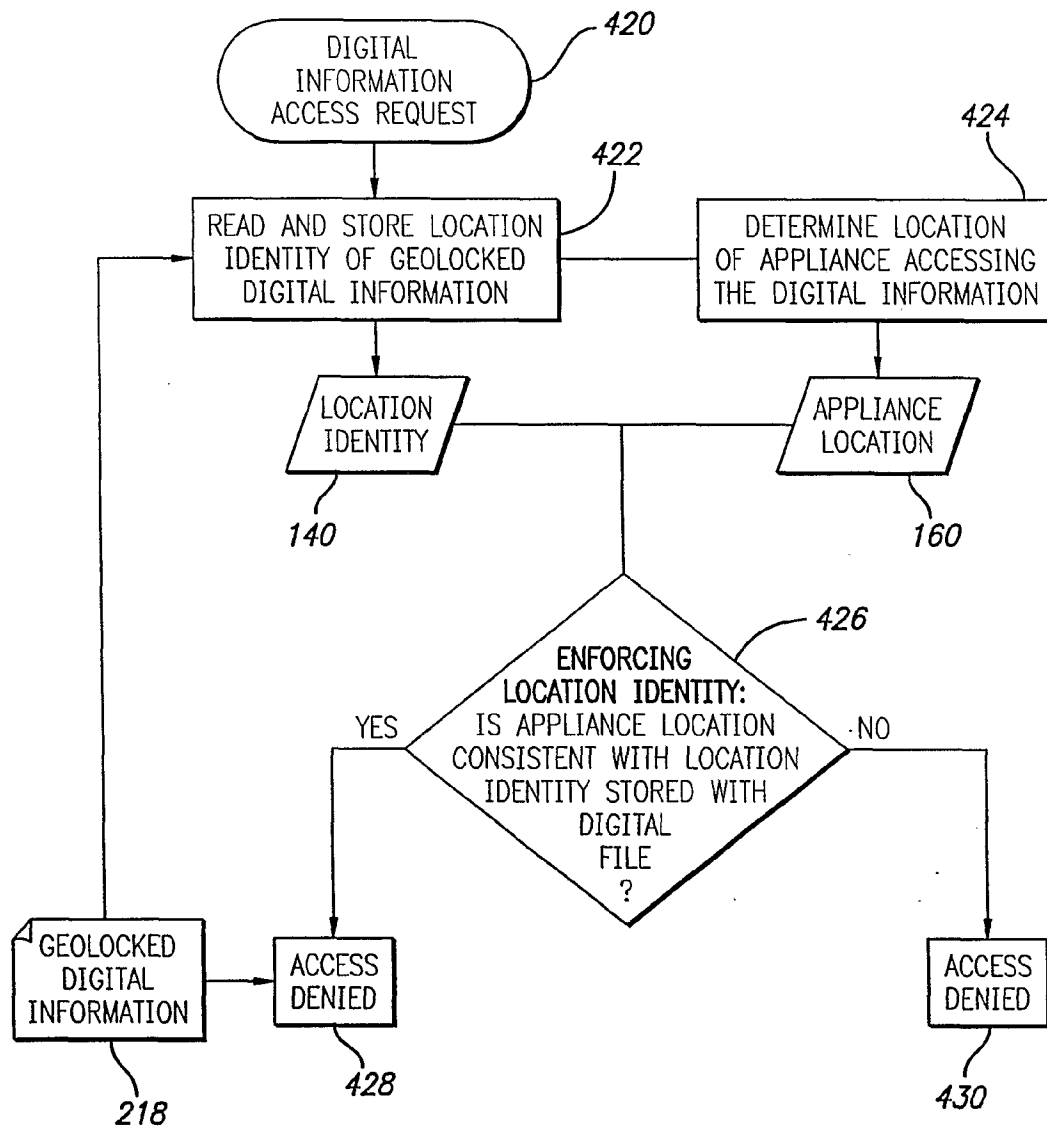 420
DIGITAL
INFORMATION
ACCESS REQUEST
422
READ AND STORE LOCATION
IDENTITY OF GEOLOCKED
DIGITAL INFORMATION
424
DETERMINE LOCATION
OF APPLIANCE ACCESSING
THE DIGITAL INFORMATION
LOCATION
IDENTITY
140
APPLIANCE
LOCATION
160
426
ENFORCING
LOCATION IDENTITY:
IS APPLIANCE LOCATION
CONSISTENT WITH LOCATION
IDENTITY STORED WITH
DIGITAL
FILE
?
YES
NO
GEOLOCKED
DIGITAL
INFORMATION
218
ACCESS
DENIED
428
ACCESS
DENIED
430